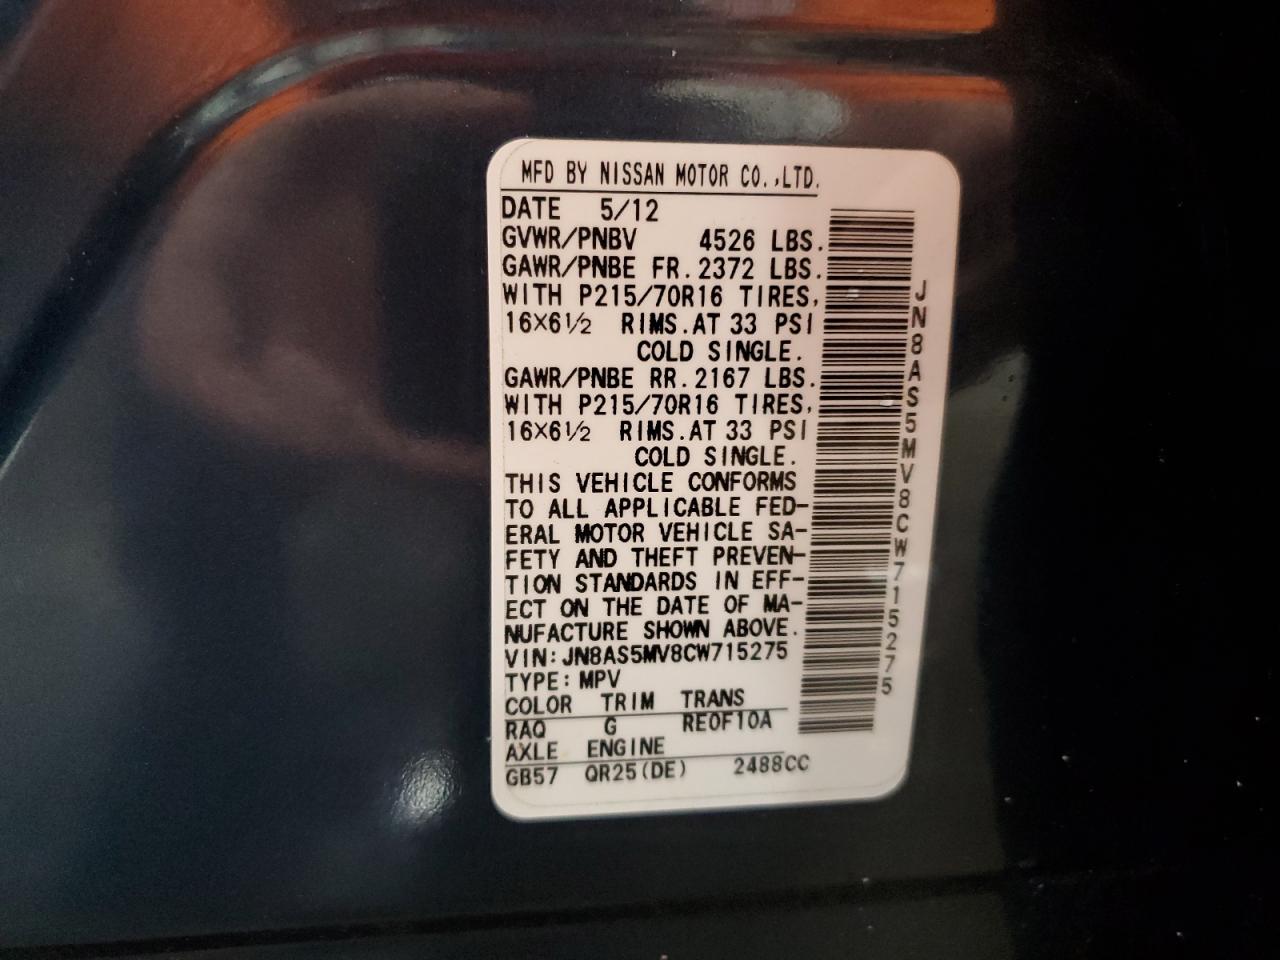 MFD BY NISSAN MOTOR CO.,LTD.
DATE 5/12
GVWR/PNBV 4526 LBS.
GAWR/PNBE FR.2372 LBS.
WITH P215/70R16 TIRES,
16X6½ RIMS.AT 33 PSI
COLD SINGLE.
GAWR/PNBE RR.2167 LBS.
WITH P215/70R16 TIRES,
16X6½ RIMS.AT 33 PSI
COLD SINGLE.
THIS VEHICLE CONFORMS
TO ALL APPLICABLE FED-
ERAL MOTOR VEHICLE SA-
FETY AND THEFT PREVEN-
TION STANDARDS IN EFF-
ECT ON THE DATE OF MA-
NUFACTURE SHOWN ABOVE.
VIN:JN8AS5MV8CW715275
TYPE:MPV
COLOR TRIM TRANS
RAQ G RE0F10A
AXLE ENGINE
GB57 QR25(DE) 2488CC
JN8AS5MV8CW715275